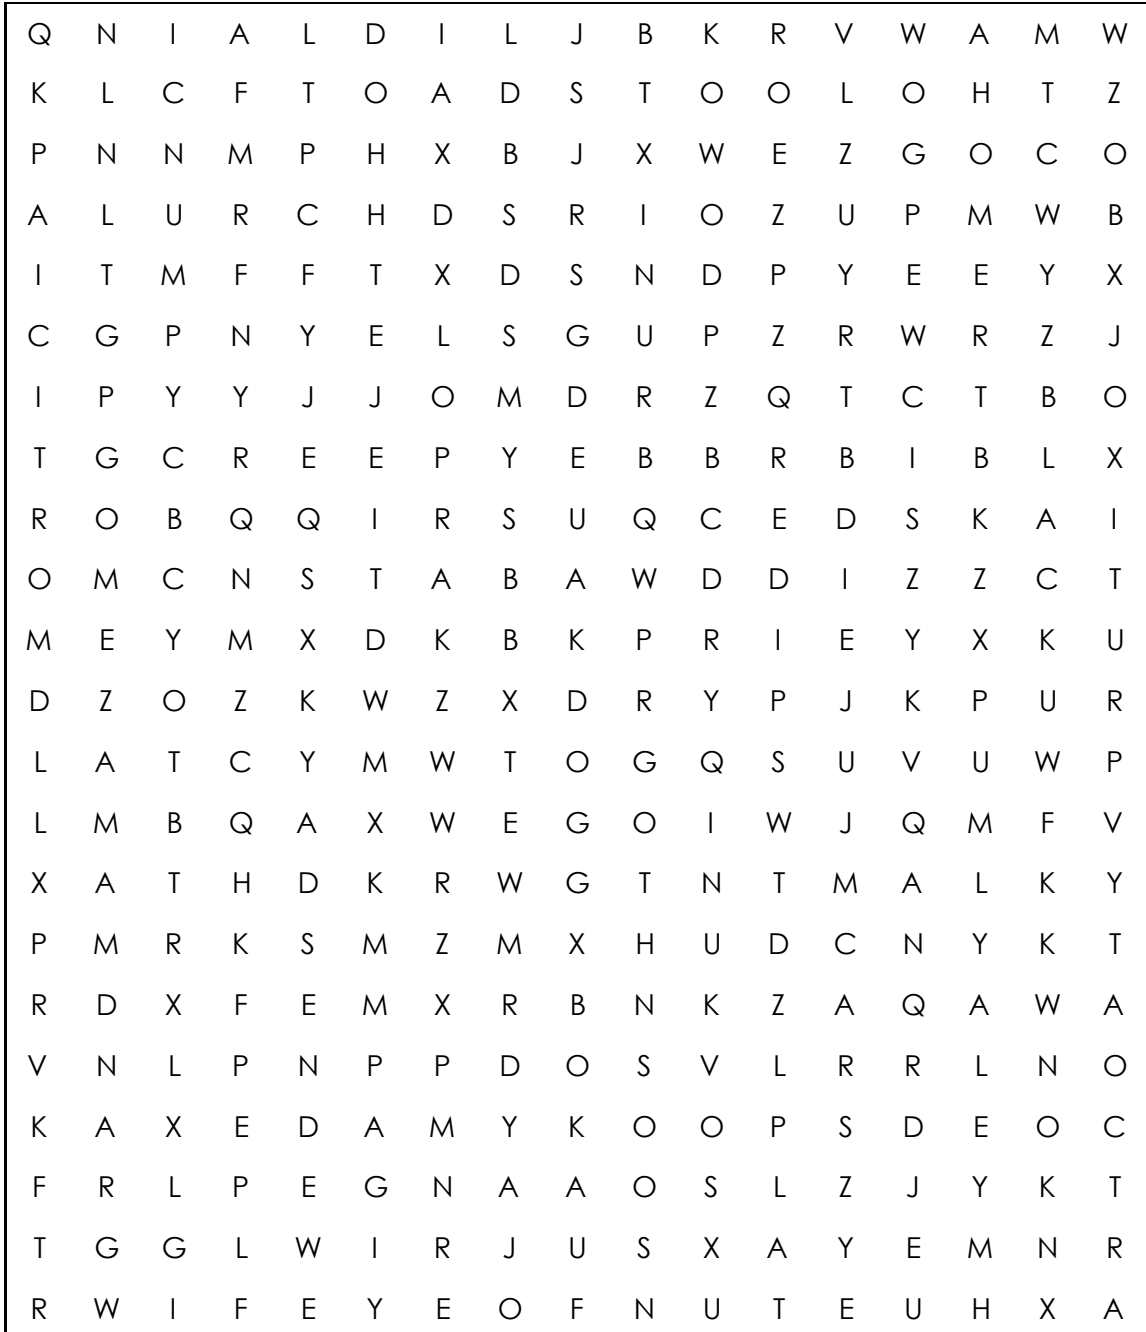 Q N I A L D I L J B K R V W A M W
K L C F T O A D S T O O L O H T Z
P N N M P H X B J X W E Z G O C O
A L U R C H D S R I O Z U P M W B
I T M F F T X D S N D P Y E E Y X
C G P N Y E L S G U P Z R W R Z J
I P Y Y J J O M D R Z Q T C T B O
T G C R E E P Y E B B R B I B L X
R O B Q Q I R S U Q C E D S K A I
O M C N S T A B A W D D I Z Z C T
M E Y M X D K B K P R I E Y X K U
D Z O Z K W Z X D R Y P J K P U R
L A T C Y M W T O G Q S U V U W P
L M B Q A X W E G O I W J Q M F V
X A T H D K R W G T N T M A L K Y
P M R K S M Z M X H U D C N Y K T
R D X F E M X R B N K Z A Q A W A
V N L P N P P D O S V L R R L N O
K A X E D A M Y K O O P S D E O C
F R L P E G N A A O S L Z J Y K T
T G G L W I R J U S X A Y E M N R
R W I F E Y E O F N U T E U H X A